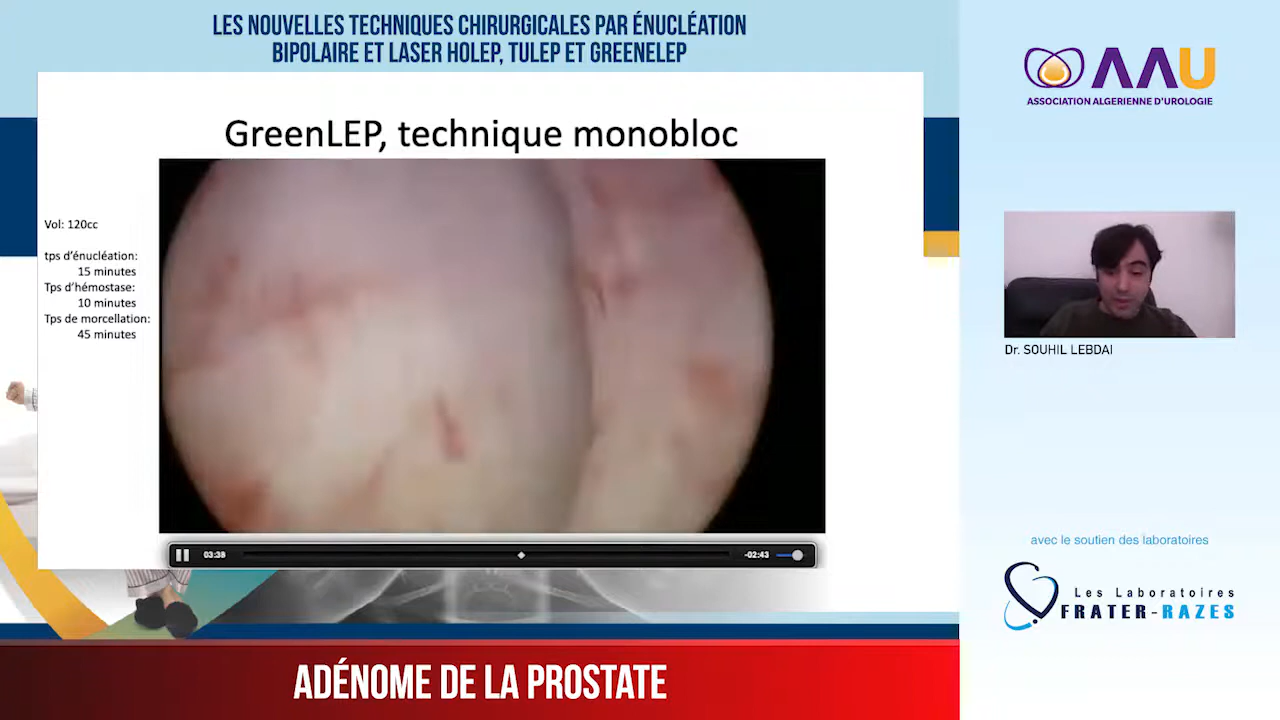 LES NOUVELLES TECHNIQUES CHIRURGICALES PAR ÉNUCLÉATION
BIPOLAIRE ET LASER HOLEP, TULEP ET GREENELEP
GreenLEP, technique monobloc
Vol: 120cc
tps d'énucléation:
15 minutes
Tps d'hémostase:
10 minutes
Tps de morcellation:
45 minutes
03:38
-02:43
ADÉNOME DE LA PROSTATE
AAU
ASSOCIATION ALGERIENNE D'UROLOGIE
Dr. SOUHIL LEBDAI
avec le soutien des laboratoires
Les Laboratoires
FRATER-RAZES